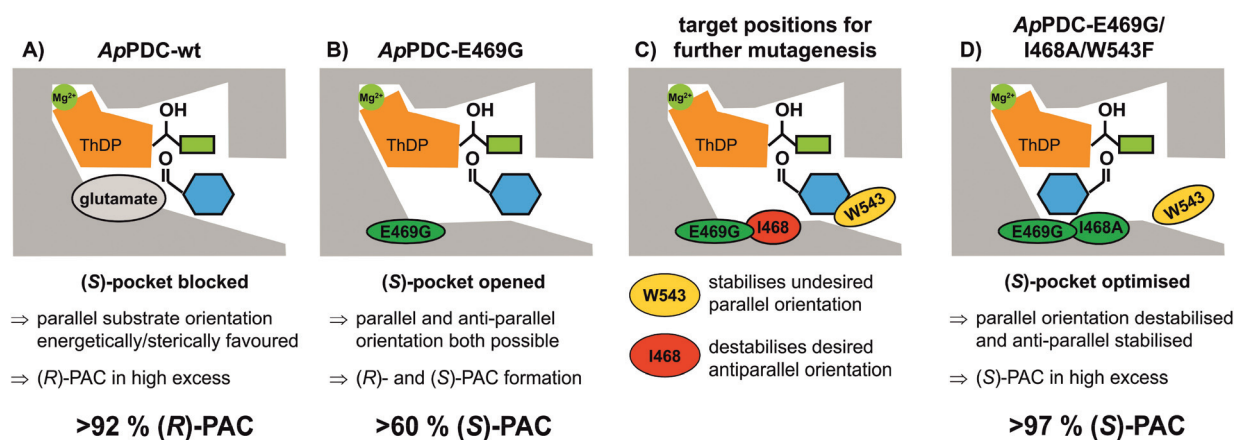 A) ApPDC-wt
Mg2+
ThDP
OH
O
glutamate
(S)-pocket blocked
⇒ parallel substrate orientation
energetically/sterically favoured
⇒ (R)-PAC in high excess
>92 % (R)-PAC
B) ApPDC-E469G
Mg2+
ThDP
OH
O
E469G
(S)-pocket opened
⇒ parallel and anti-parallel
orientation both possible
⇒ (R)- and (S)-PAC formation
>60 % (S)-PAC
target positions for
C) further mutagenesis
Mg2+
ThDP
OH
O
E469G
I468
W543
W543
stabilises undesired
parallel orientation
I468
destabilises desired
antiparallel orientation
ApPDC-E469G/
D) I468A/W543F
Mg2+
ThDP
OH
O
E469G
I468A
W543
(S)-pocket optimised
⇒ parallel orientation destabilised
and anti-parallel stabilised
⇒ (S)-PAC in high excess
>97 % (S)-PAC